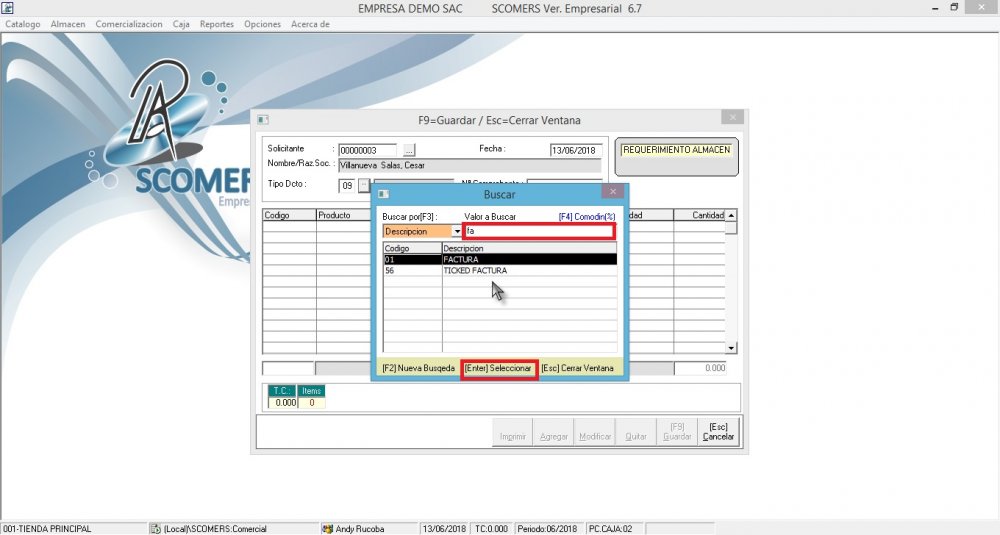 EMPRESA DEMO SAC SCOMERS Ver. Empresarial 6.7
Catalogo Almacen Comercializacion Caja Reportes Opciones Acerca de
SCOMER
Empre
F9=Guardar / Esc=Cerrar Ventana
Solicitante : 00000003 ... Fecha : 13/06/2018
REQUERIMIENTO ALMACEN
Nombre/Raz.Soc. : Villanueva Salas, Cesar
Tipo Dcto : 09
Codigo Producto dad Cantidad
Buscar
Buscar por[F3] : Valor a Buscar [F4] Comodin(%)
Descripcion fa
Codigo Descripcion
01 FACTURA
56 TICKED FACTURA
[F2] Nueva Busqeda [Enter] Seleccionar [Esc] Cerrar Ventana
0.000
T.C.: Items
0.000 0
Imprimir Agregar Modificar Quitar [F9] Guardar [Esc] Cancelar
001-TIENDA PRINCIPAL (Local)\SCOMERS:Comercial Andy Rucoba 13/06/2018 TC:0.000 Periodo:06/2018 PC.CAJA:02